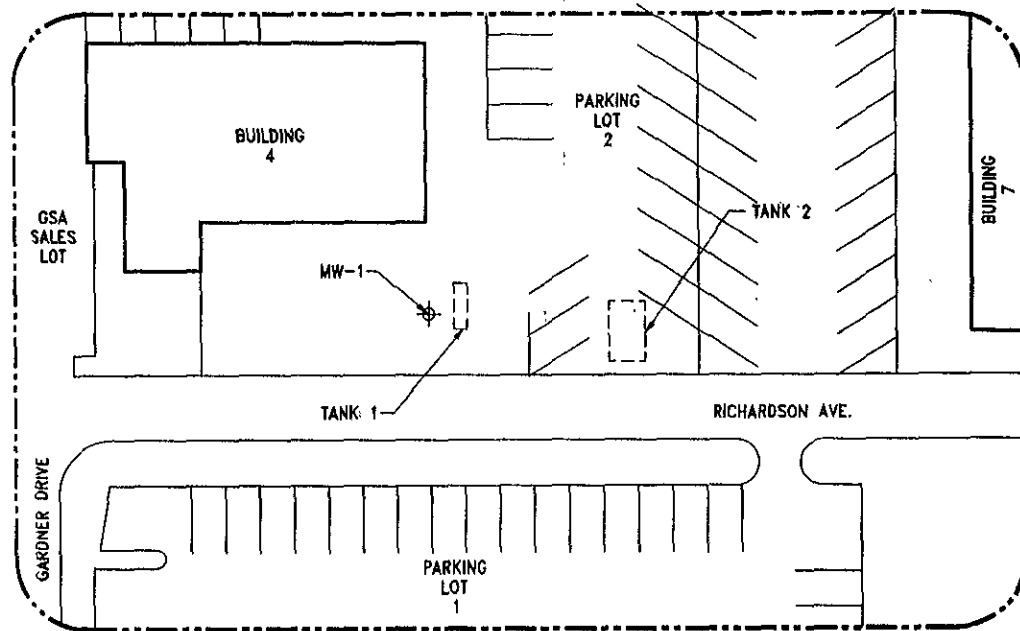 BUILDING
4
PARKING
LOT
2
BUILDING
7
GSA
SALES
LOT
TANK 2
MW-1
TANK 1
RICHARDSON AVE.
GARDNER DRIVE
PARKING
LOT
1